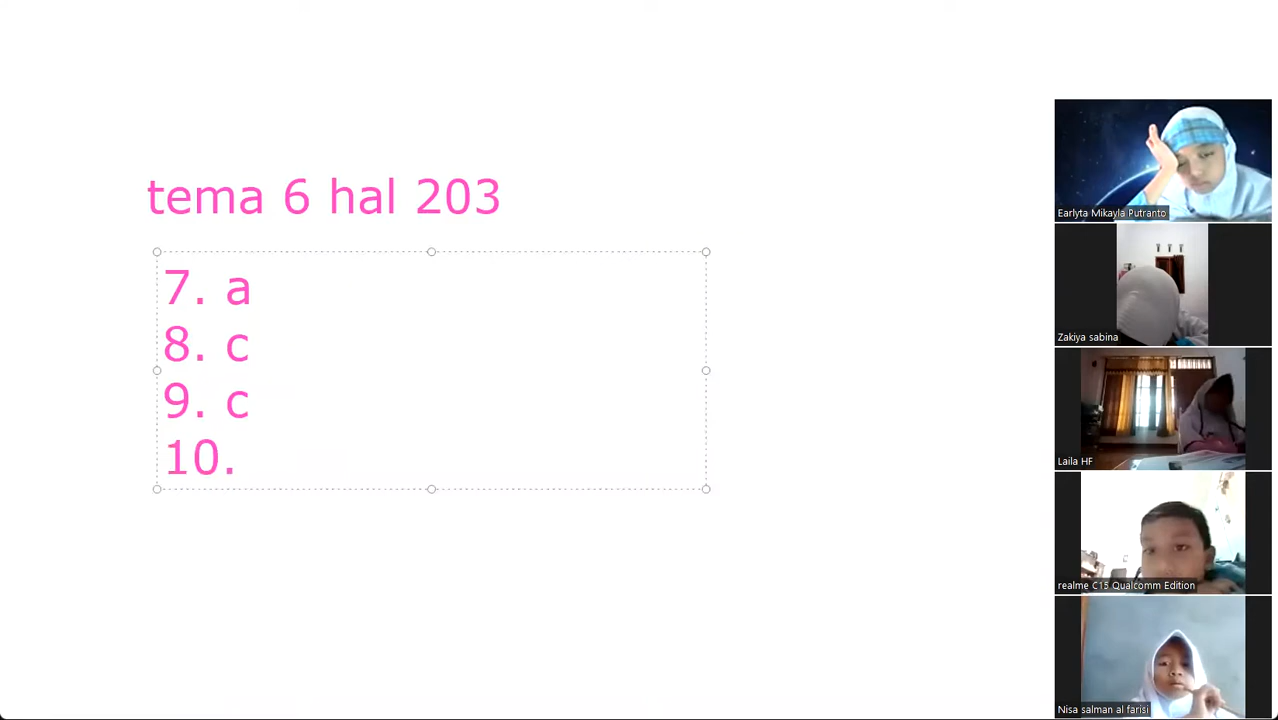 tema 6 hal 203
7. a
8. c
9. c
10.
Earlyta Mikayla Putranto
Zakiya sabina
Laila HF
realme C15 Qualcomm Edition
Nisa salman al farisi